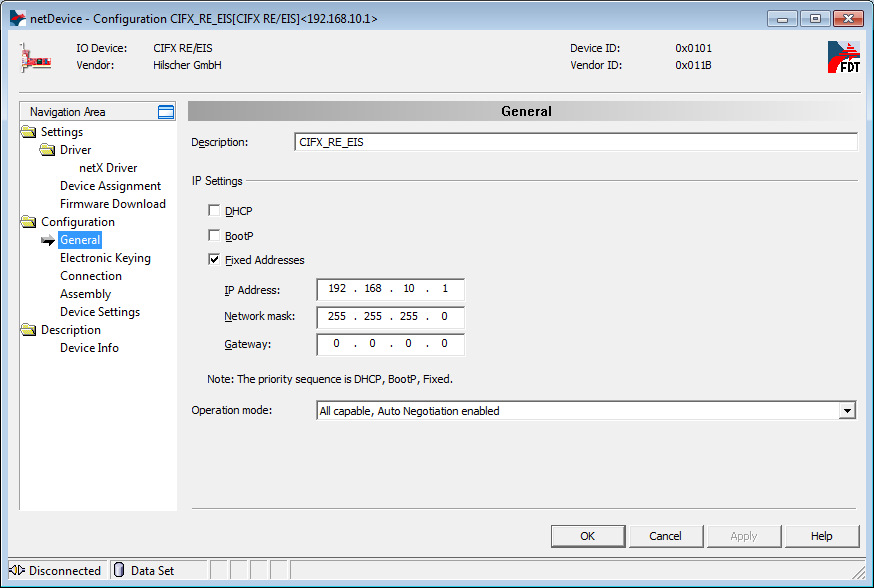 netDevice - Configuration CIFX_RE_EIS[CIFX RE/EIS]<192.168.10.1>
IO Device: CIFX RE/EIS Device ID: 0x0101
Vendor: Hilscher GmbH Vendor ID: 0x011B
FDT
Navigation Area
Settings
Driver
netX Driver
Device Assignment
Firmware Download
Configuration
General
Electronic Keying
Connection
Assembly
Device Settings
Description
Device Info
General
Description: CIFX_RE_EIS
IP Settings
DHCP
BootP
Fixed Addresses
IP Address: 192 . 168 . 10 . 1
Network mask: 255 . 255 . 255 . 0
Gateway: 0 . 0 . 0 . 0
Note: The priority sequence is DHCP, BootP, Fixed.
Operation mode: All capable, Auto Negotiation enabled
OK Cancel Apply Help
Disconnected Data Set